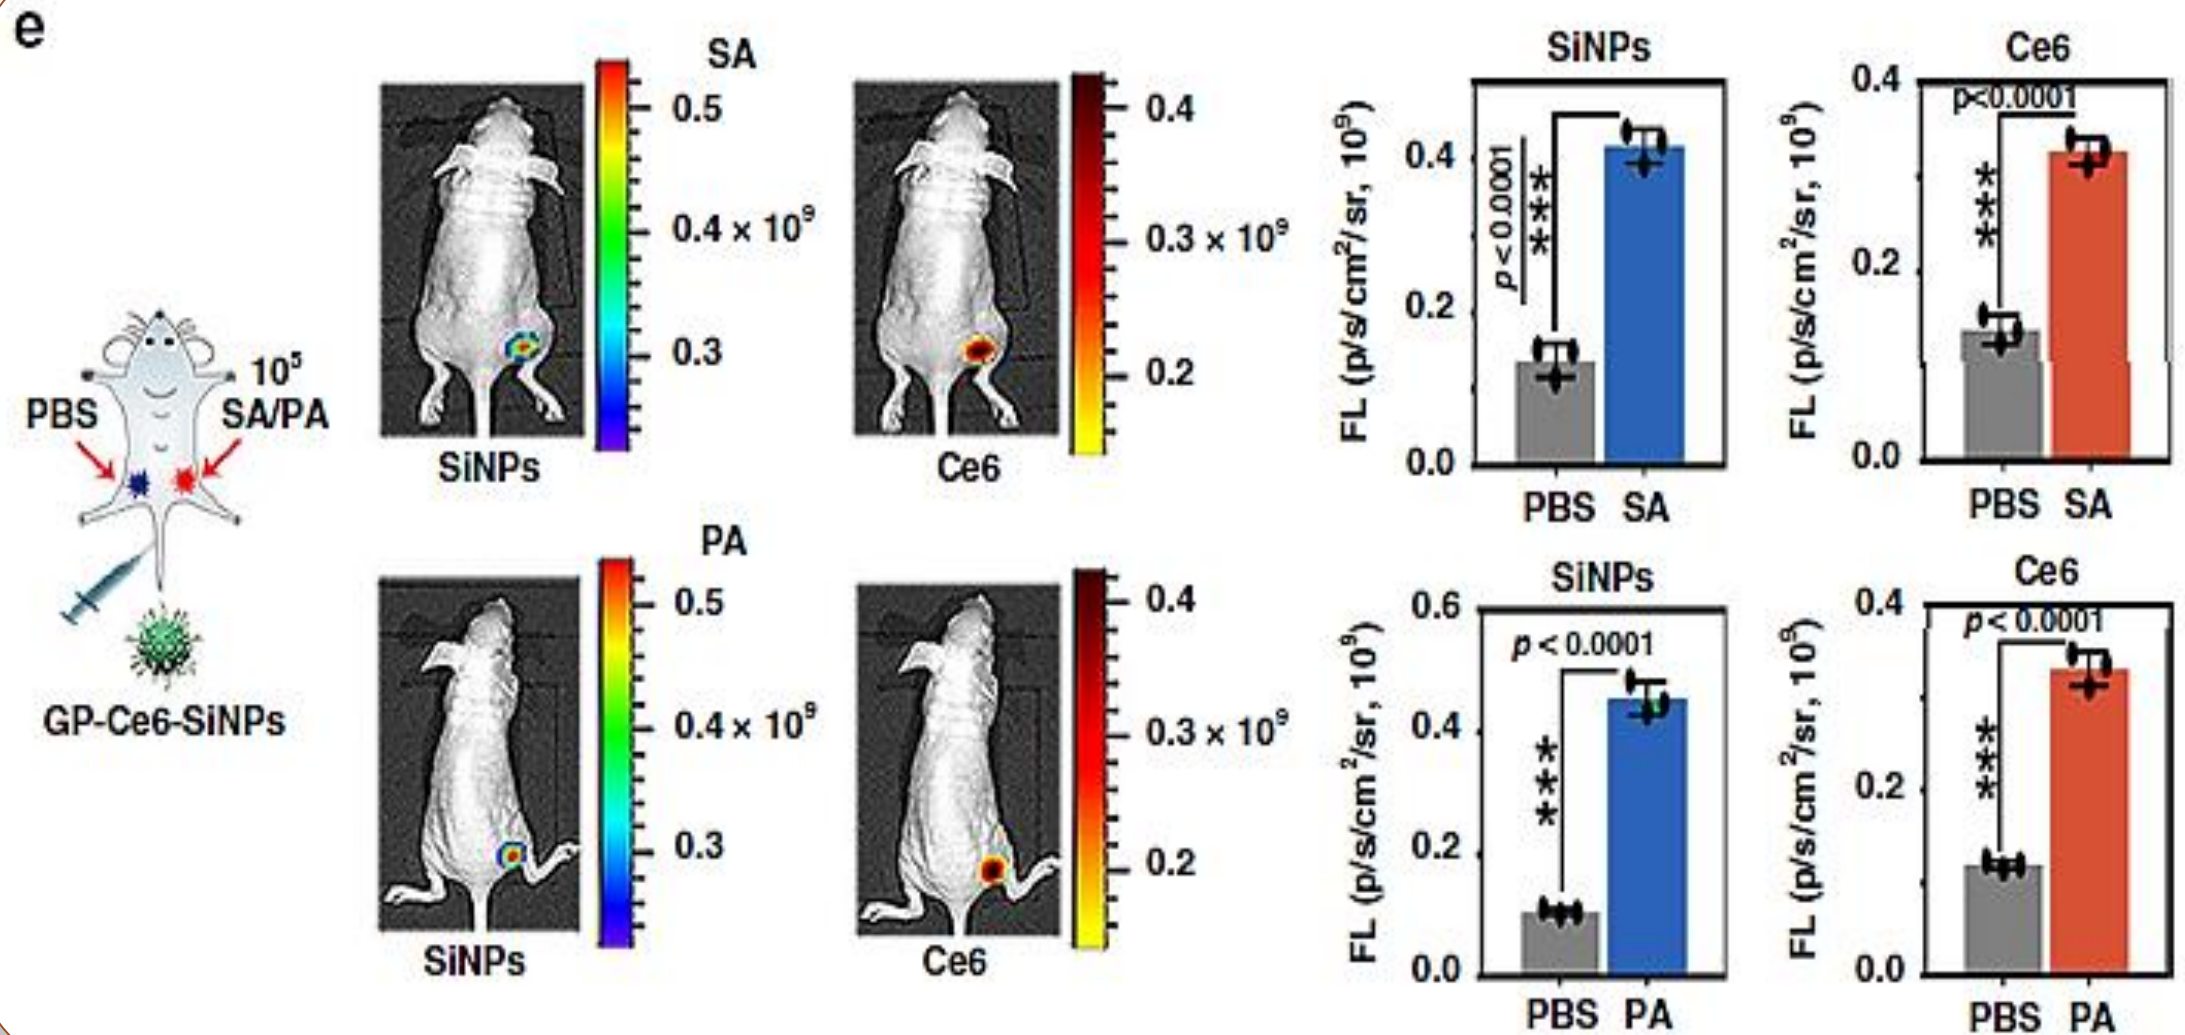 e
PBS
10⁵
SA/PA
GP-Ce6-SiNPs
SA
0.5
0.4 × 10⁹
0.3
SiNPs
0.4
0.3 × 10⁹
0.2
Ce6
SiNPs
FL (p/s/cm²/sr, 10⁹)
0.4
0.2
0.0
p < 0.0001
***
PBS SA
Ce6
FL (p/s/cm²/sr, 10⁹)
0.4
0.2
0.0
p<0.0001
***
PBS SA
PA
0.5
0.4 × 10⁹
0.3
SiNPs
0.4
0.3 × 10⁹
0.2
Ce6
SiNPs
FL (p/s/cm²/sr, 10⁹)
0.6
0.4
0.2
0.0
p < 0.0001
***
PBS PA
Ce6
FL (p/s/cm²/sr, 10⁹)
0.4
0.2
0.0
p < 0.0001
***
PBS PA